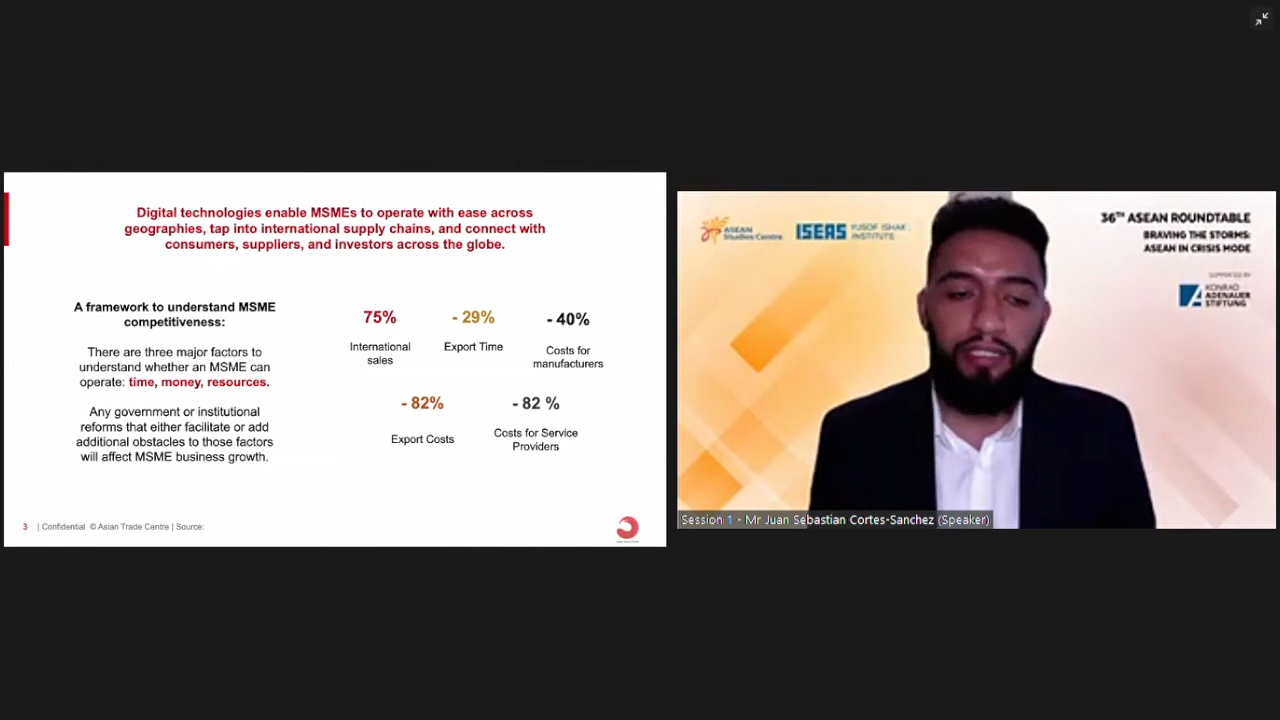 Digital technologies enable MSMEs to operate with ease across
geographies, tap into international supply chains, and connect with
consumers, suppliers, and investors across the globe.
A framework to understand MSME
competitiveness:
There are three major factors to
understand whether an MSME can
operate: time, money, resources.
Any government or institutional
reforms that either facilitate or add
additional obstacles to those factors
will affect MSME business growth.
75%
International
sales
- 29%
Export Time
- 40%
Costs for
manufacturers
- 82%
Export Costs
- 82 %
Costs for Service
Providers
3 | Confidential © Asian Trade Centre | Source:
ASEAN
Studies Centre
ISEAS YUSOF ISHAK
INSTITUTE
36TH ASEAN ROUNDTABLE
BRAVING THE STORMS:
ASEAN IN CRISIS MODE
SUPPORTED BY
KONRAD
ADENAUER
STIFTUNG
Session 1 - Mr Juan Sebastian Cortes-Sanchez (Speaker)